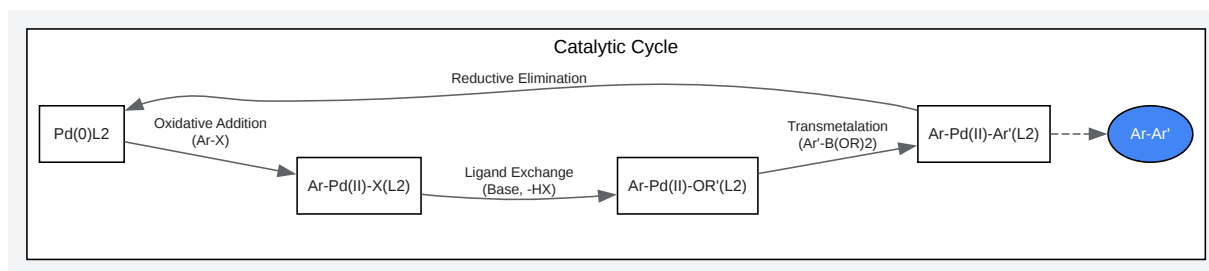 Catalytic Cycle
Reductive Elimination
Pd(0)L2
Oxidative Addition
(Ar-X)
Ar-Pd(II)-X(L2)
Ligand Exchange
(Base, -HX)
Ar-Pd(II)-OR'(L2)
Transmetalation
(Ar'-B(OR)2)
Ar-Pd(II)-Ar'(L2)
Ar-Ar'